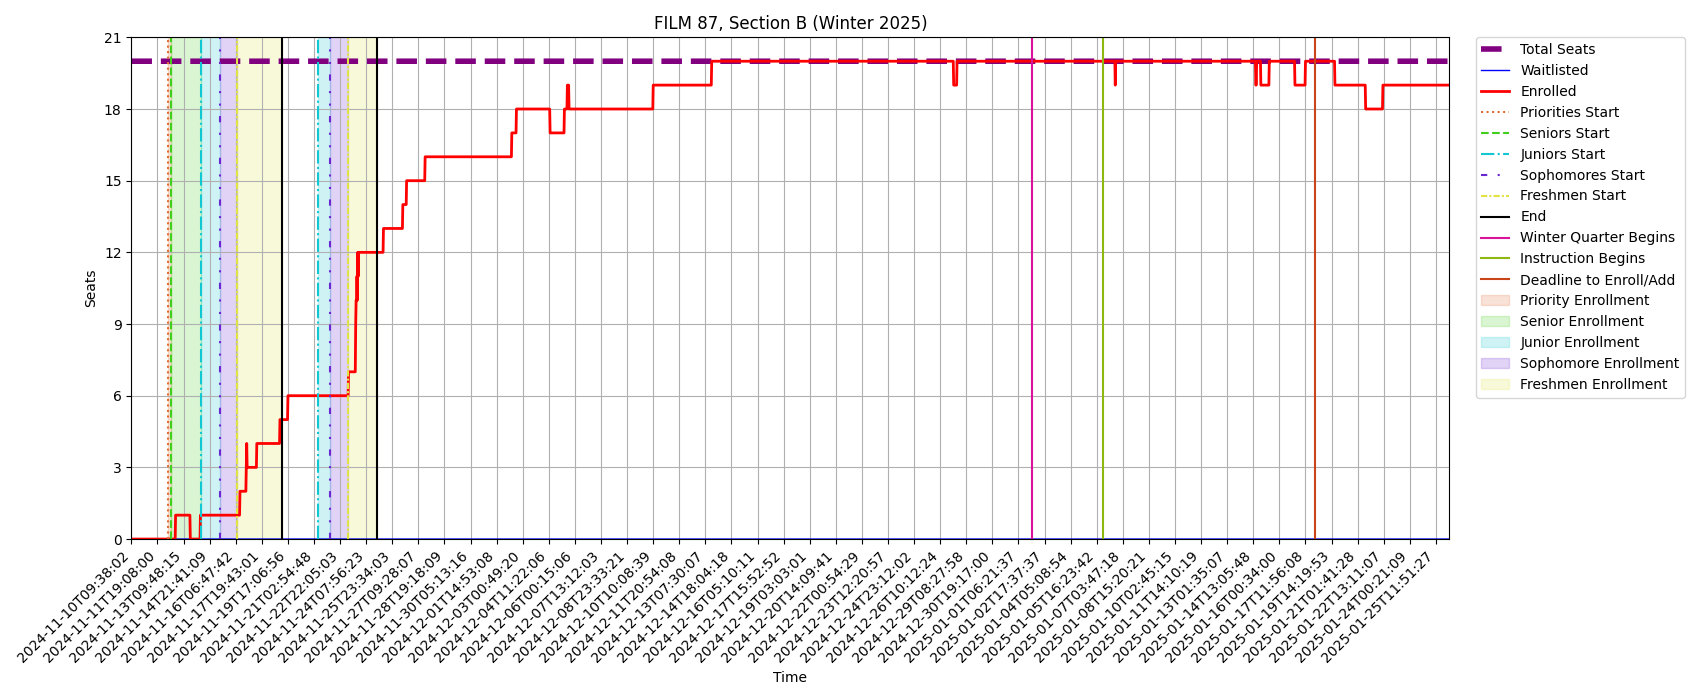 FILM 87, Section B (Winter 2025)
Seats
21
18
15
12
9
6
3
0
2024-11-10T09:38:02
2024-11-11T19:08:00
2024-11-13T09:48:15
2024-11-14T21:41:09
2024-11-16T06:47:42
2024-11-17T19:43:01
2024-11-19T17:06:56
2024-11-21T02:54:48
2024-11-22T22:05:03
2024-11-24T07:56:23
2024-11-25T23:34:03
2024-11-27T09:28:07
2024-11-28T19:18:09
2024-11-30T05:13:16
2024-12-01T14:53:08
2024-12-03T00:49:20
2024-12-04T11:22:06
2024-12-06T00:15:06
2024-12-07T13:12:03
2024-12-08T23:33:21
2024-12-10T10:08:39
2024-12-11T20:54:08
2024-12-13T07:30:07
2024-12-14T18:04:18
2024-12-16T05:10:11
2024-12-17T15:52:52
2024-12-19T03:03:01
2024-12-20T14:09:41
2024-12-22T00:54:29
2024-12-23T12:20:57
2024-12-24T23:12:02
2024-12-26T10:12:24
2024-12-29T08:27:58
2024-12-30T19:17:00
2025-01-01T06:21:37
2025-01-02T17:37:37
2025-01-04T05:08:54
2025-01-05T16:23:42
2025-01-07T03:47:18
2025-01-08T15:20:21
2025-01-10T02:45:15
2025-01-11T14:10:19
2025-01-13T01:35:07
2025-01-14T13:05:48
2025-01-16T00:34:00
2025-01-17T11:56:08
2025-01-19T14:19:53
2025-01-21T01:41:28
2025-01-22T13:11:07
2025-01-24T00:21:09
2025-01-25T11:51:27
Time
Total Seats
Waitlisted
Enrolled
Priorities Start
Seniors Start
Juniors Start
Sophomores Start
Freshmen Start
End
Winter Quarter Begins
Instruction Begins
Deadline to Enroll/Add
Priority Enrollment
Senior Enrollment
Junior Enrollment
Sophomore Enrollment
Freshmen Enrollment